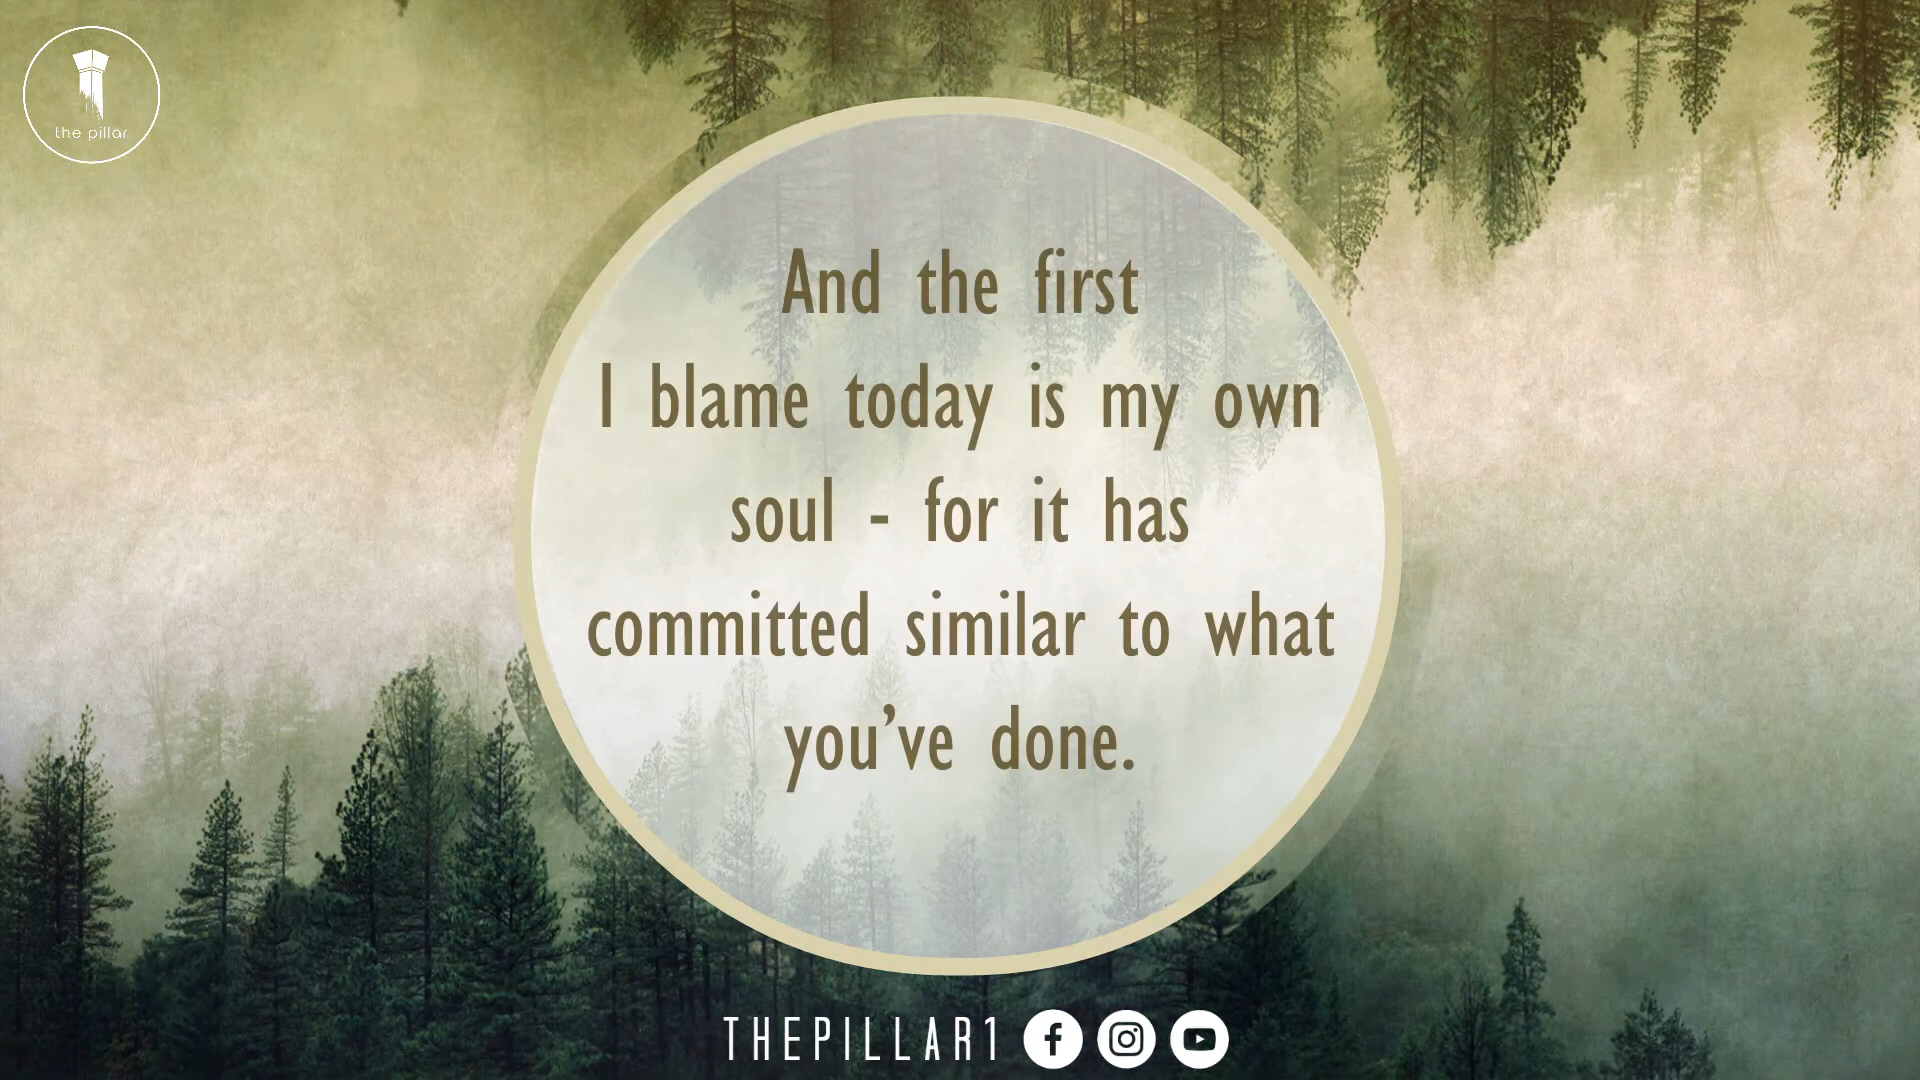 the pillar
And the first
I blame today is my own
soul - for it has
committed similar to what
you’ve done.
THEPILLAR1